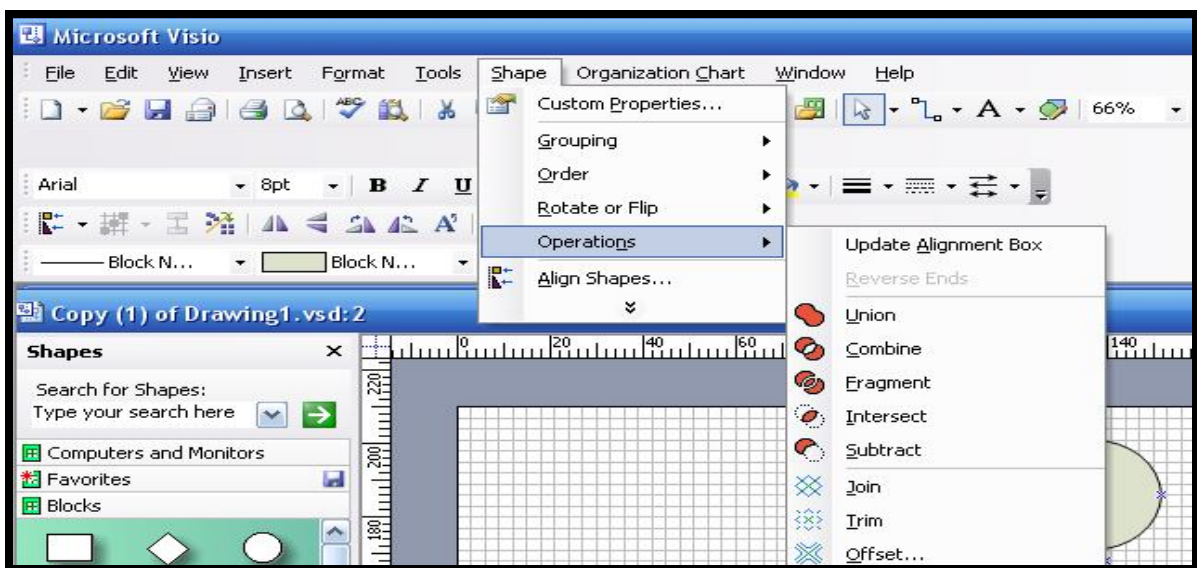 Microsoft Visio
File Edit View Insert Format Tools Shape Organization Chart Window Help
ABC
Custom Properties...
A
66%
Grouping
Arial 8pt B I U
Order
Rotate or Flip
A
Operations
Block N... Block N...
Align Shapes...
Update Alignment Box
Reverse Ends
Union
Combine
Fragment
Intersect
Subtract
Join
Trim
Offset...
Copy (1) of Drawing1.vsd:2
Shapes
0 20 40 60 140
Search for Shapes:
Type your search here
220
200
180
Computers and Monitors
Favorites
Blocks